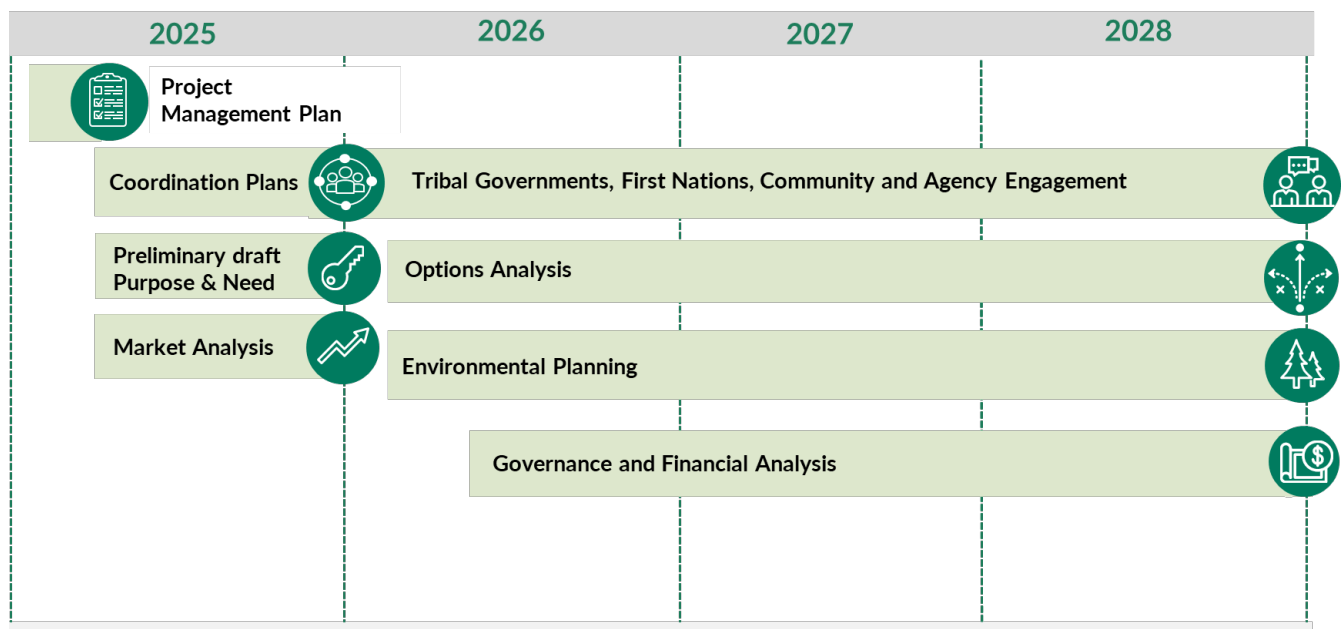 2025
2026
2027
2028
Project
Management Plan
Coordination Plans
Tribal Governments, First Nations, Community and Agency Engagement
Preliminary draft
Purpose & Need
Options Analysis
Market Analysis
Environmental Planning
Governance and Financial Analysis
$